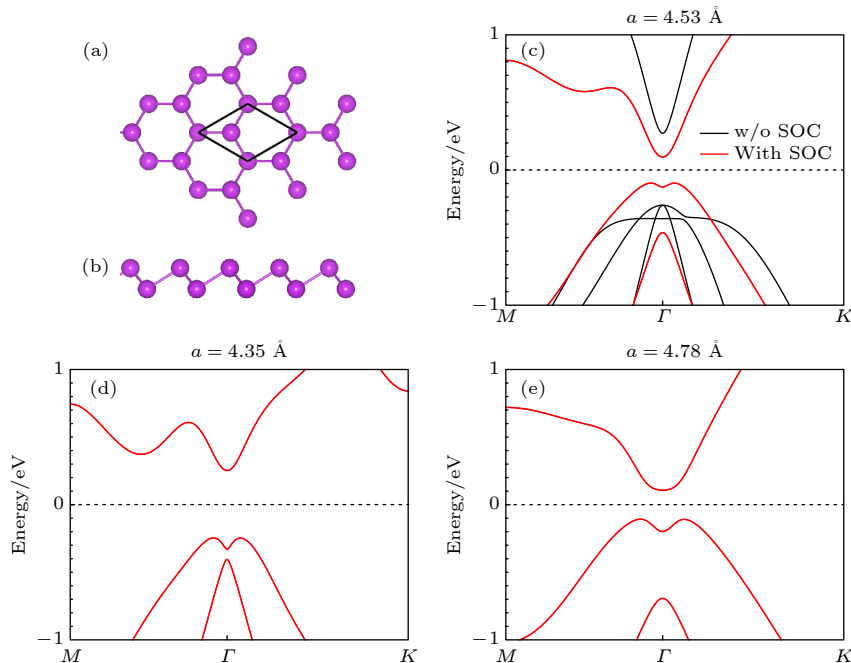 (a)
(b)
a = 4.53 Å
(c)
1
0
−1
Energy/eV
w/o SOC
With SOC
M
Γ
K
a = 4.35 Å
(d)
1
0
−1
Energy/eV
M
Γ
K
a = 4.78 Å
(e)
1
0
−1
Energy/eV
M
Γ
K